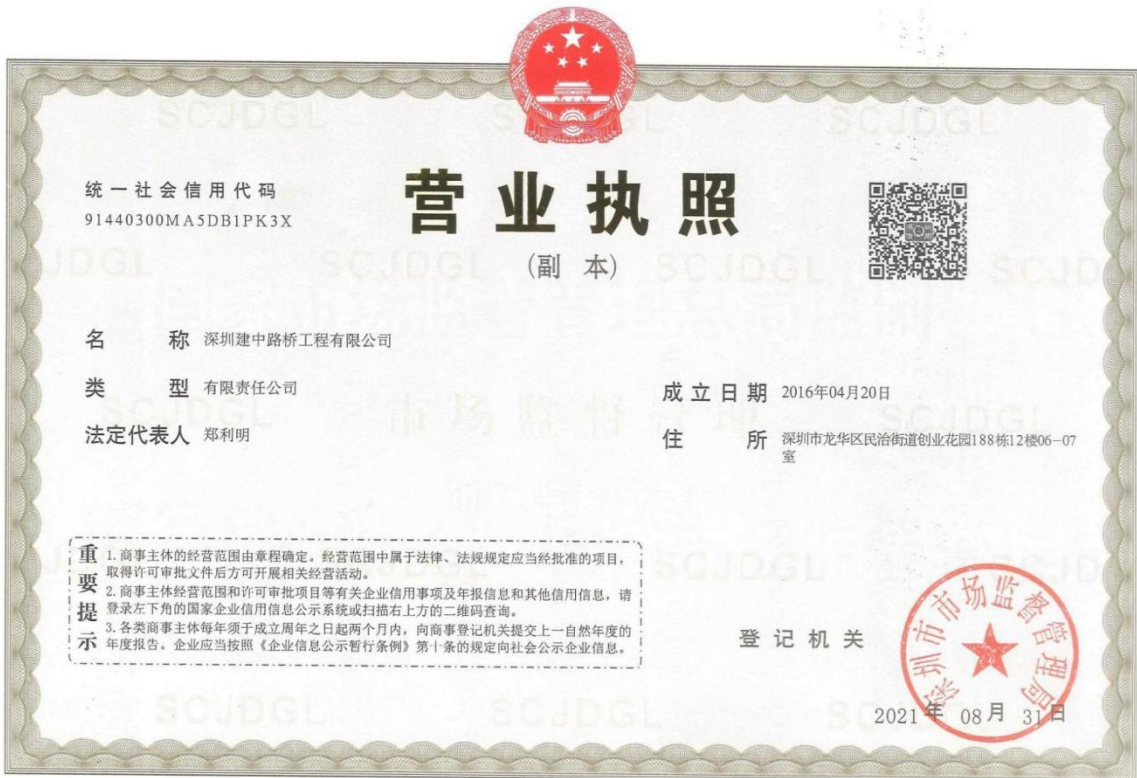 统一社会信用代码
91440300MA5DB1PK3X
营业执照
(副 本)
名 称 深圳建中路桥工程有限公司
类 型 有限责任公司
法定代表人 郑利明
成立日期 2016年04月20日
住 所 深圳市龙华区民治街道创业花园188栋12楼06-07
室
重要提示
1.商事主体的经营范围由章程确定。经营范围中属于法律、法规规定应当经批准的项目，
取得许可审批文件后方可开展相关经营活动。
2.商事主体经营范围和许可审批项目等有关企业信用事项及年报信息和其他信用信息，请
登录左下角的国家企业信用信息公示系统或扫描右上方的二维码查询。
3.各类商事主体每年须于成立周年之日起两个月内，向商事登记机关提交上一自然年度的
年度报告。企业应当按照《企业信息公示暂行条例》第十条的规定向社会公示企业信息。
登记机关
深圳市市场监督管理局
2021年 08月 31日
SCJDGL
市场监督管理